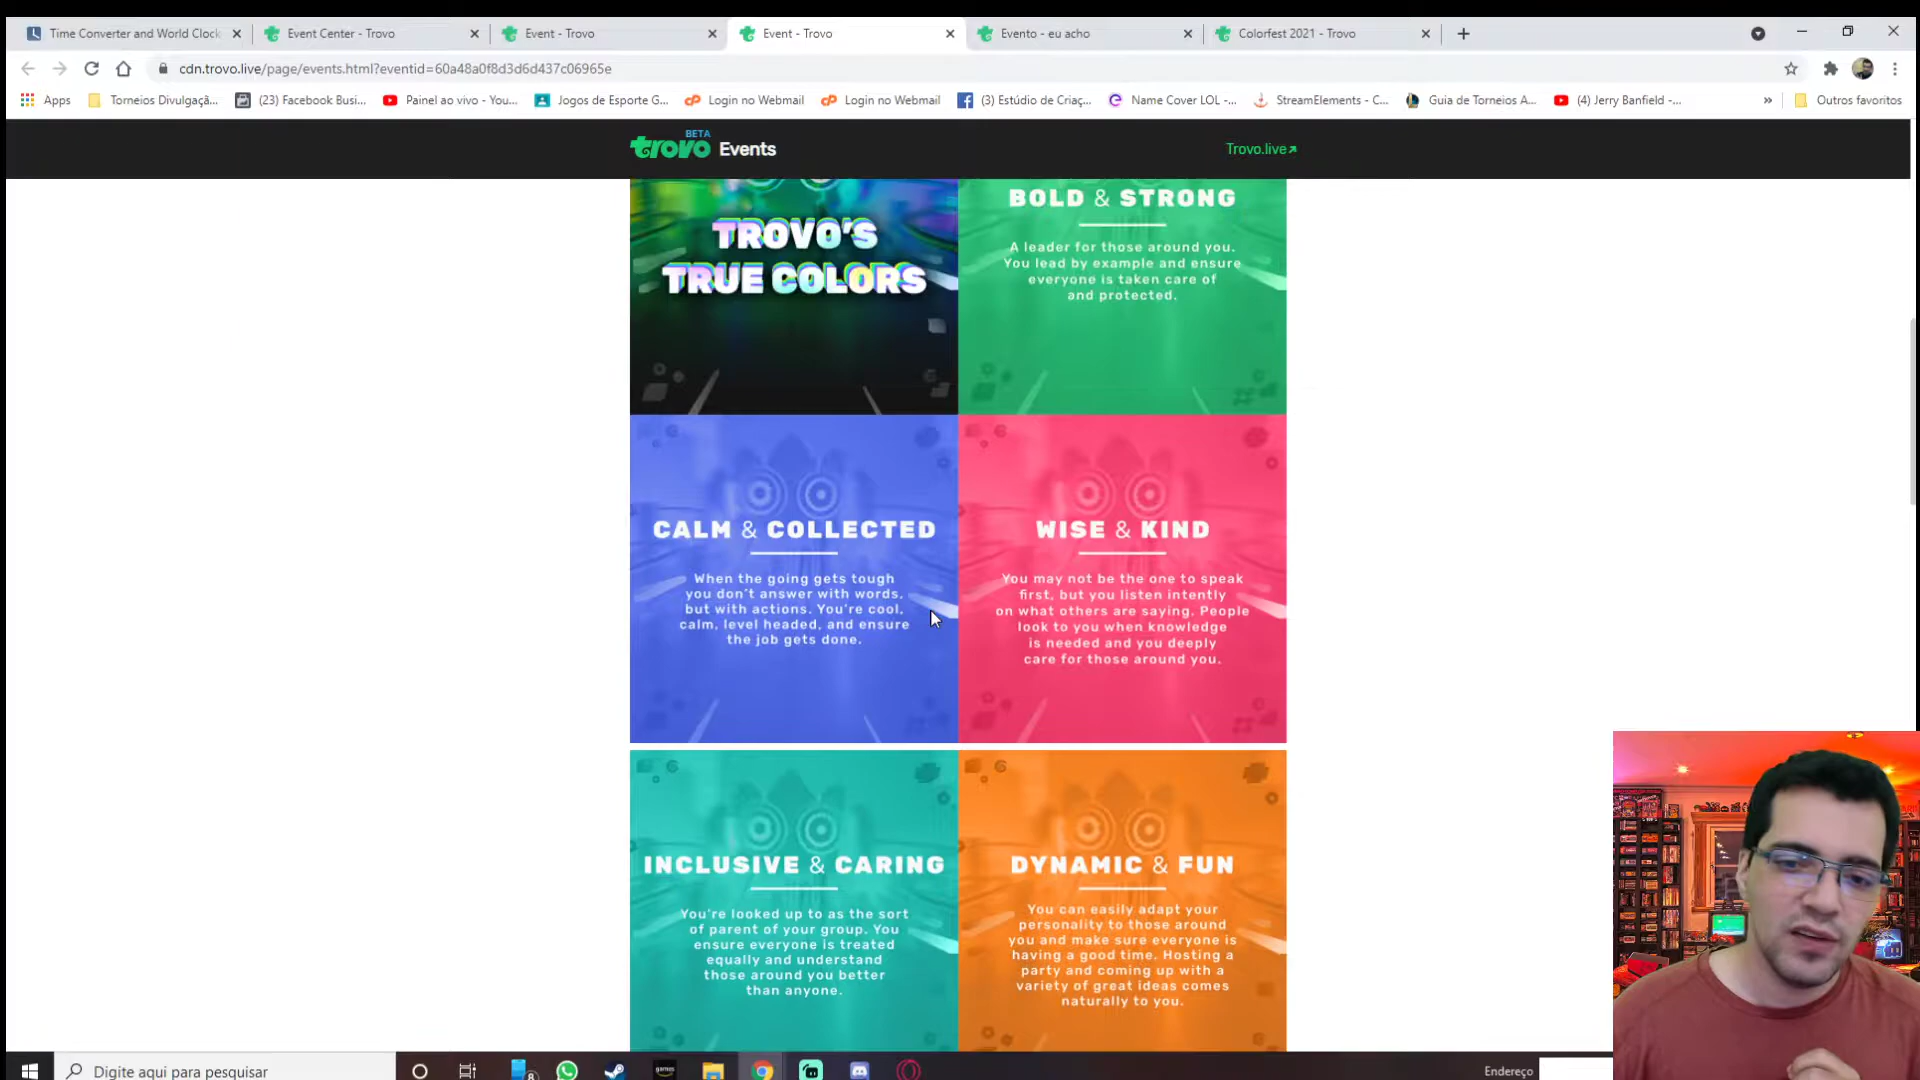 Time Converter and World Clock
Event Center - Trovo
Event - Trovo
Event - Trovo
Evento - eu acho
Colorfest 2021 - Trovo
cdn.trovo.live/page/events.html?eventid=60a48a0f8d3d6d437c06965e
Apps
Torneios Divulgaçã...
(23) Facebook Busi...
Painel ao vivo - You...
Jogos de Esporte G...
Login no Webmail
Login no Webmail
(3) Estúdio de Criaç...
Name Cover LOL -...
StreamElements - C...
Guia de Torneios A...
(4) Jerry Banfield -...
»
Outros favoritos
trovo BETA Events
Trovo.live
TROVO'S
TRUE COLORS
BOLD & STRONG
A leader for those around you.
You lead by example and ensure
everyone is taken care of
and protected.
CALM & COLLECTED
When the going gets tough
you don't answer with words,
but with actions. You're cool,
calm, level headed, and ensure
the job gets done.
WISE & KIND
You may not be the one to speak
first, but you listen intently
on what others are saying. People
look to you when knowledge
is needed and you deeply
care for those around you.
INCLUSIVE & CARING
You're looked up to as the sort
of parent of your group. You
ensure everyone is treated
equally and understand
those around you better
than anyone.
DYNAMIC & FUN
You can easily adapt your
personality to those around
you and make sure everyone is
having a good time. Hosting a
party and coming up with a
variety of great ideas comes
naturally to you.
Digite aqui para pesquisar
8
games
Endereço